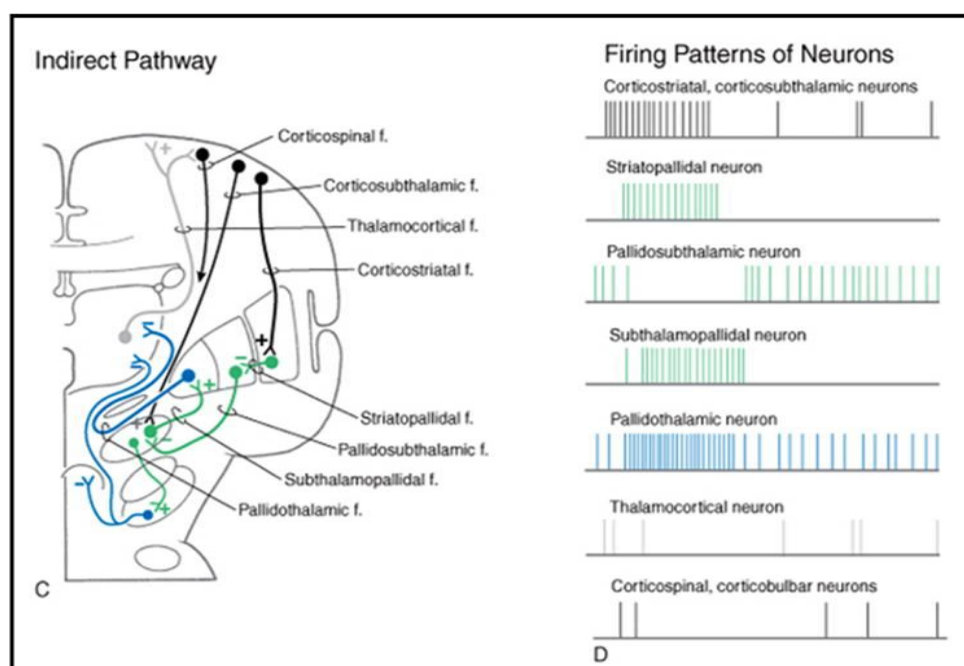 Indirect Pathway
Corticospinal f.
Corticosubthalamic f.
Thalamocortical f.
Corticostriatal f.
Striatopallidal f.
Pallidosubthalamic f.
Subthalamopallidal f.
Pallidothalamic f.
C
Firing Patterns of Neurons
Corticostriatal, corticosubthalamic neurons
Striatopallidal neuron
Pallidosubthalamic neuron
Subthalamopallidal neuron
Pallidothalamic neuron
Thalamocortical neuron
Corticospinal, corticobulbar neurons
D